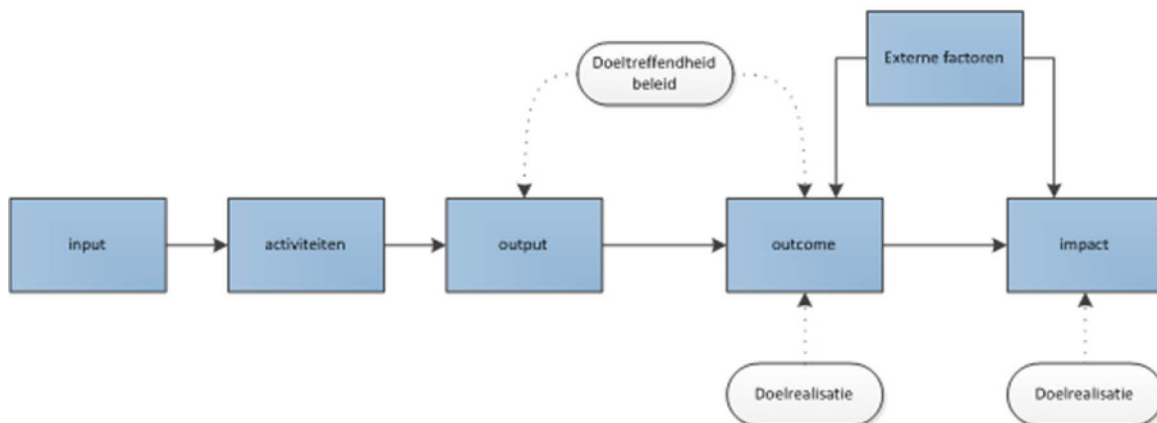 Externe factoren
Doeltreffendheid
beleid
input
activiteiten
output
outcome
impact
Doelrealisatie
Doelrealisatie